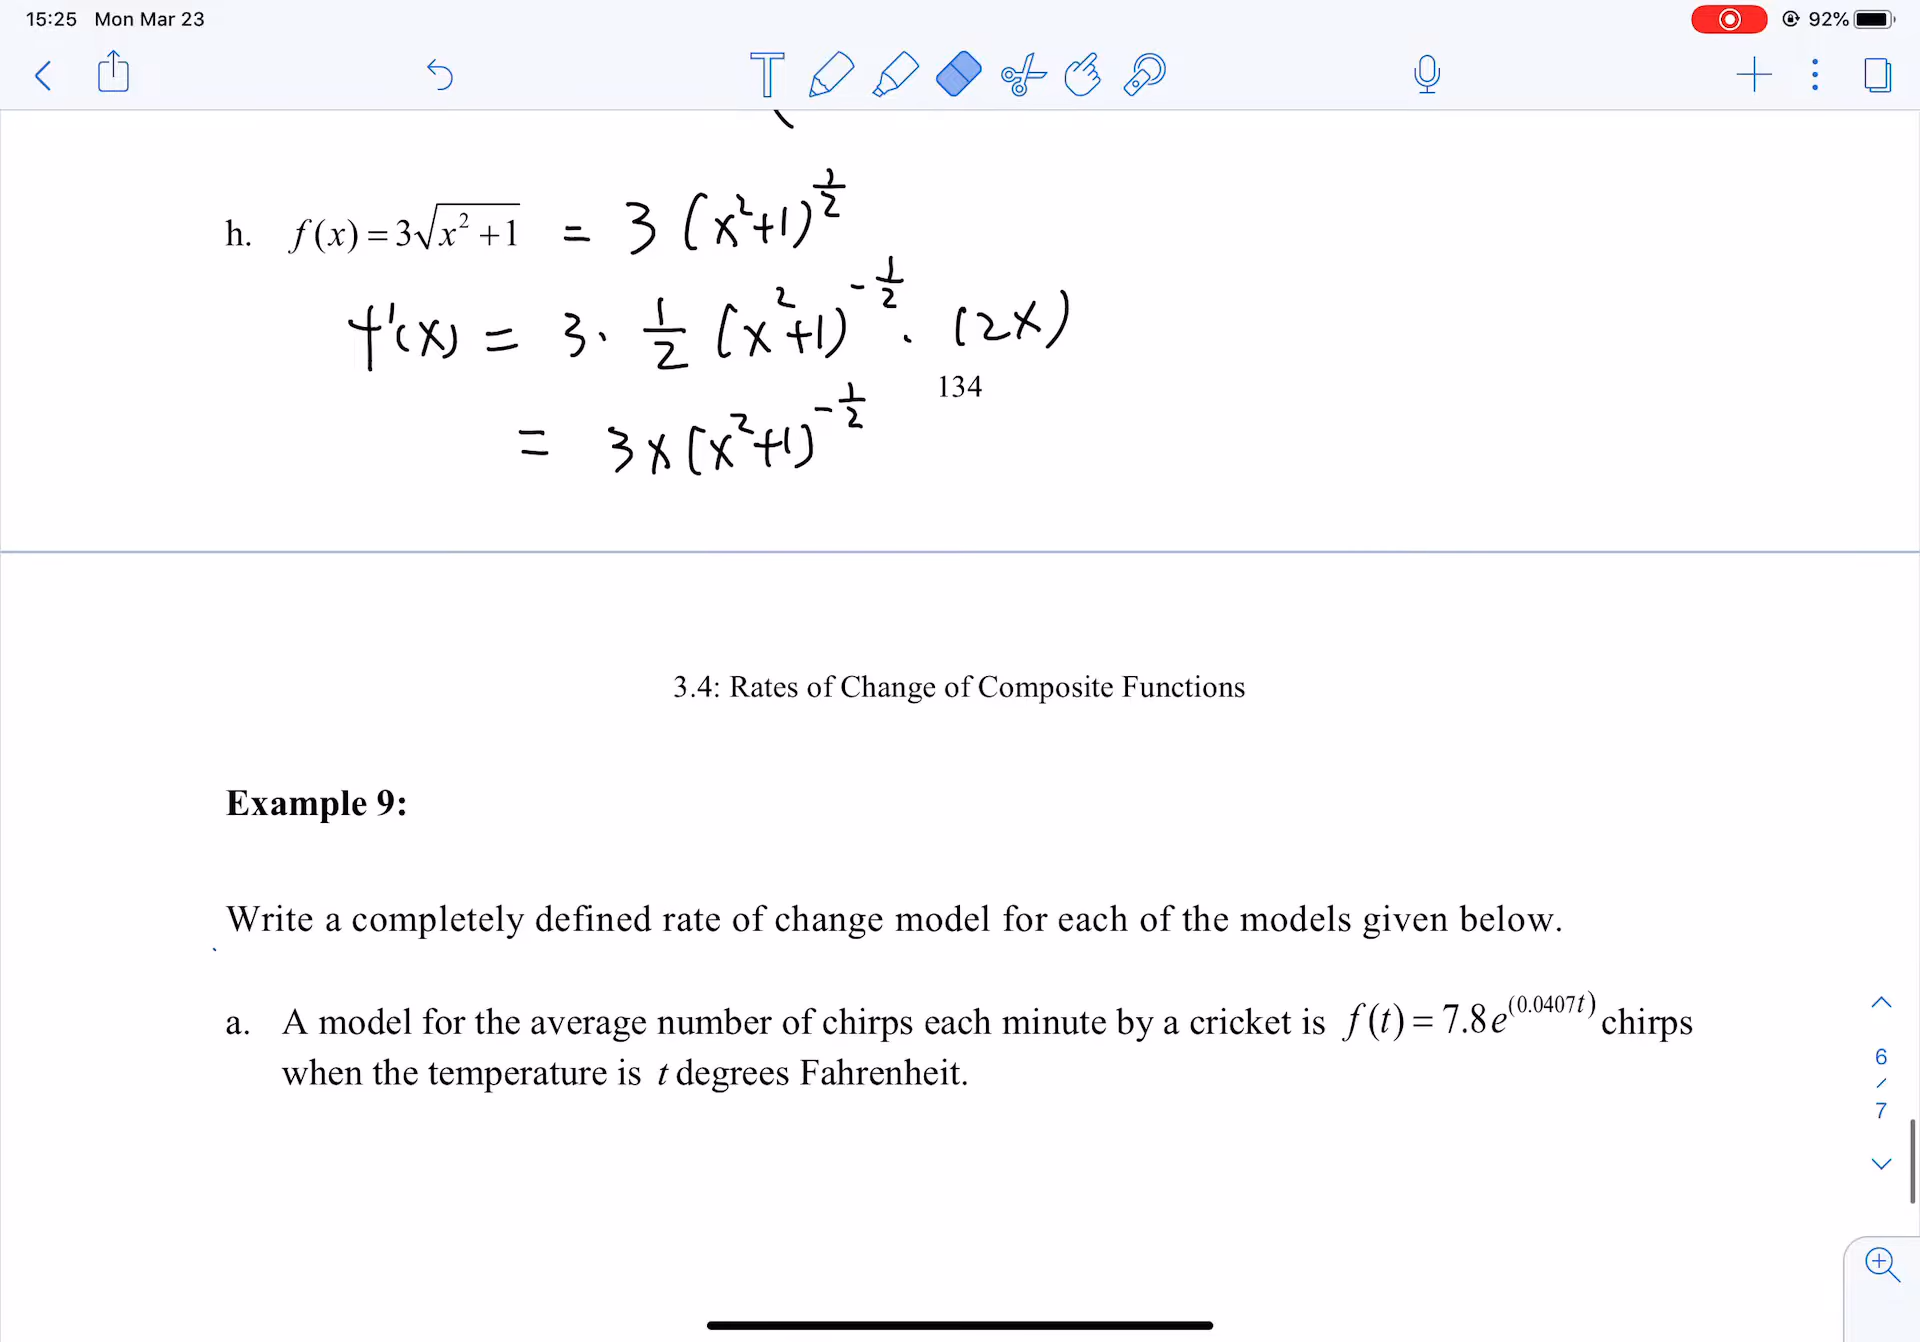 15:25 Mon Mar 23 92%
h. f(x) = 3√(x² + 1) = 3 (x²+1)^(1/2)
f'(x) = 3 · 1/2 (x²+1)^(-1/2) · (2x)
134
= 3x (x²+1)^(-1/2)
3.4: Rates of Change of Composite Functions
Example 9:
Write a completely defined rate of change model for each of the models given below.
a. A model for the average number of chirps each minute by a cricket is f(t) = 7.8e^(0.0407t) chirps
when the temperature is t degrees Fahrenheit.
6
/
7